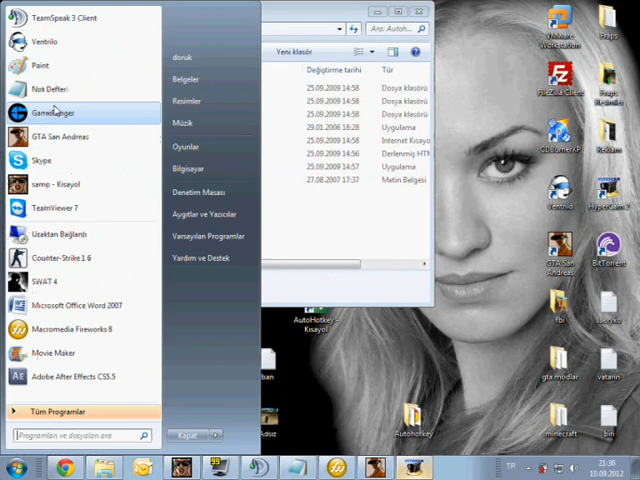 TeamSpeak 3 Client
Ventrilo
Paint
Not Defteri
GTA San Andreas
Skype
samp - Kısayol
TeamViewer 7
Uzaktan Bağlantı
Counter-Strike 1 6
SWAT 4
Microsoft Office Word 2007
Macromedia Fireworks 8
Movie Maker
Adobe After Effects CS5.5
Tüm Programlar
Programları ve dosyaları ara
doruk
Belgeler
Resimler
Müzik
Oyunlar
Bilgisayar
Denetim Masası
Aygıtlar ve Yazıcılar
Varsayılan Programlar
Yardım ve Destek
Kapat
Ara: Autoh...
Yeni klasör
Değiştirme tarihi Tür
25.09.2009 14:58 Dosya klasörü
25.09.2009 14:58 Dosya klasörü
25.09.2009 14:58 Dosya klasörü
29.01.2006 18:28 Uygulama
25.09.2009 14:58 Internet Kısayo
25.09.2009 14:56 Derlenmiş HTM
25.09.2009 14:57 Uygulama
27.08.2007 17:37 Metin Belgesi
VMware Workstation
Fraps
FileZilla Client
Fraps Resimler
CDBurnerXP
Reklam
Ventrilo
HyperCam 2
GTA San Andreas
BitTorrent
AutoHotkey - Kısayol
fbi
gta modlar
vatarin
Adsız
Autohotkey
minecraft
TR
21:36
10.09.2012